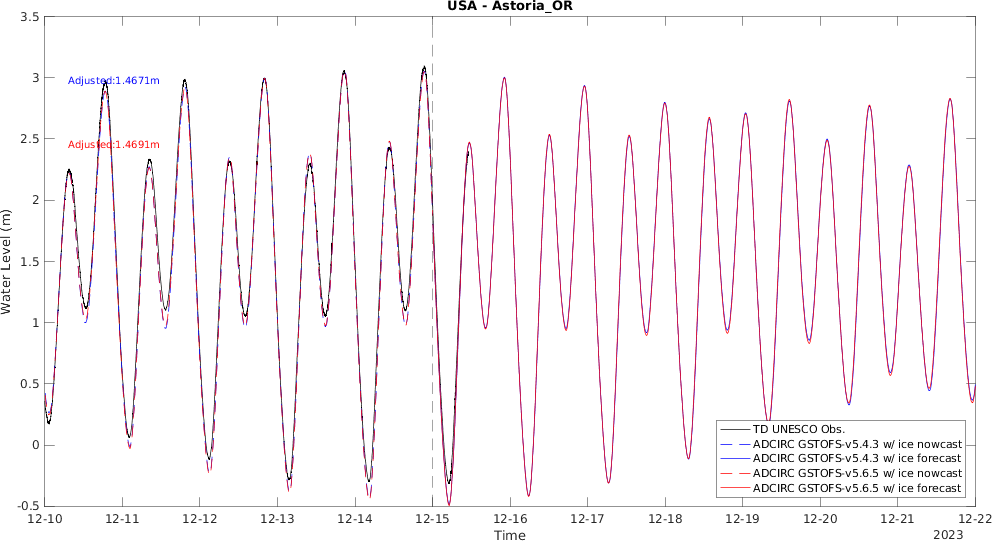 USA - Astoria_OR
3.5
3
2.5
2
1.5
1
0.5
0
-0.5
Water Level (m)
Adjusted:1.4671m
Adjusted:1.4691m
TD UNESCO Obs.
ADCIRC GSTOFS-v5.4.3 w/ ice nowcast
ADCIRC GSTOFS-v5.4.3 w/ ice forecast
ADCIRC GSTOFS-v5.6.5 w/ ice nowcast
ADCIRC GSTOFS-v5.6.5 w/ ice forecast
12-10 12-11 12-12 12-13 12-14 12-15 12-16 12-17 12-18 12-19 12-20 12-21 12-22
Time
2023